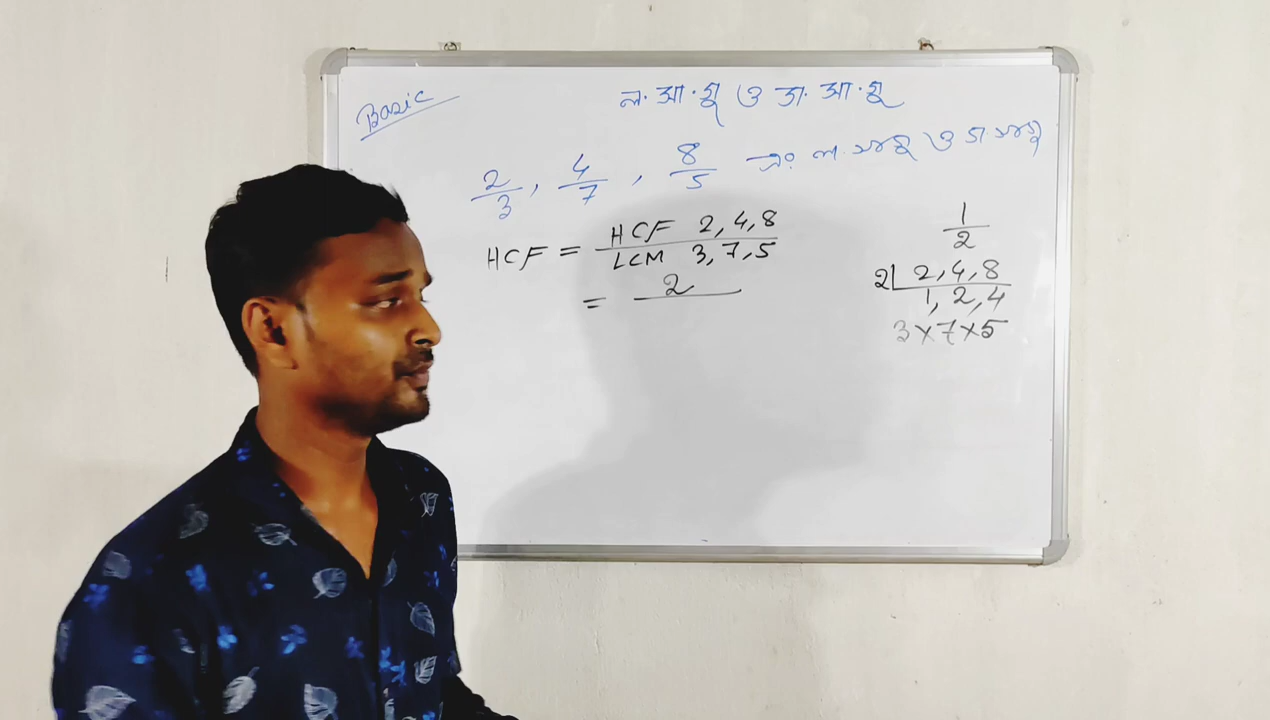 Basic
ল.সা.গু ও গ.সা.গু
2/3, 4/7, 8/5 এর ল.সাগু ও গ.সাগু
HCF = HCF 2,4,8 / LCM 3,7,5
= 2
1/2
2 | 2,4,8
1,2,4
3×7×5